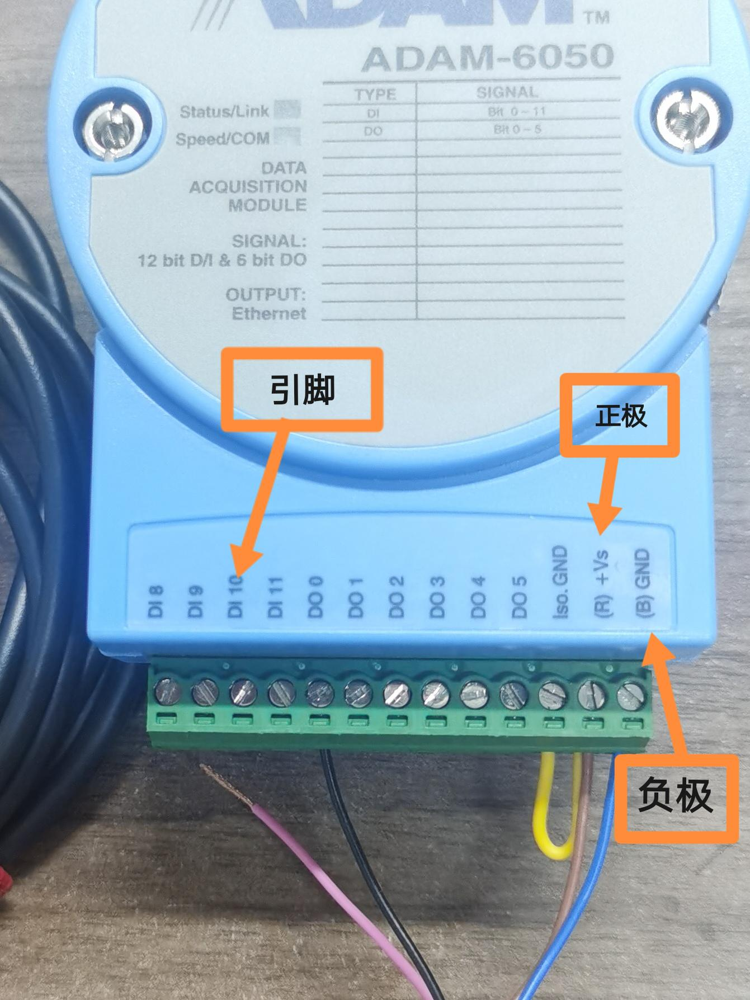 ADAM™
ADAM-6050
TYPE SIGNAL
DI Bit 0 ~ 11
DO Bit 0 ~ 5
Status/Link
Speed/COM
DATA
ACQUISITION
MODULE
SIGNAL:
12 bit D/I & 6 bit DO
OUTPUT:
Ethernet
引脚
正极
DI 8
DI 9
DI 10
DI 11
DO 0
DO 1
DO 2
DO 3
DO 4
DO 5
Iso. GND
(R) +Vs
(B) GND
负极